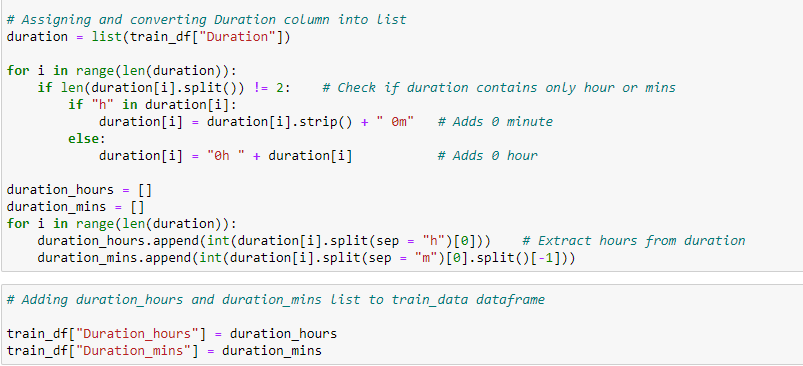 # Assigning and converting Duration column into list
duration = list(train_df["Duration"])
for i in range(len(duration)):
    if len(duration[i].split()) != 2:    # Check if duration contains only hour or mins
        if "h" in duration[i]:
            duration[i] = duration[i].strip() + " 0m"   # Adds 0 minute
        else:
            duration[i] = "0h " + duration[i]           # Adds 0 hour
duration_hours = []
duration_mins = []
for i in range(len(duration)):
    duration_hours.append(int(duration[i].split(sep = "h")[0]))    # Extract hours from duration
    duration_mins.append(int(duration[i].split(sep = "m")[0].split()[-1]))
# Adding duration_hours and duration_mins list to train_data dataframe
train_df["Duration_hours"] = duration_hours
train_df["Duration_mins"] = duration_mins